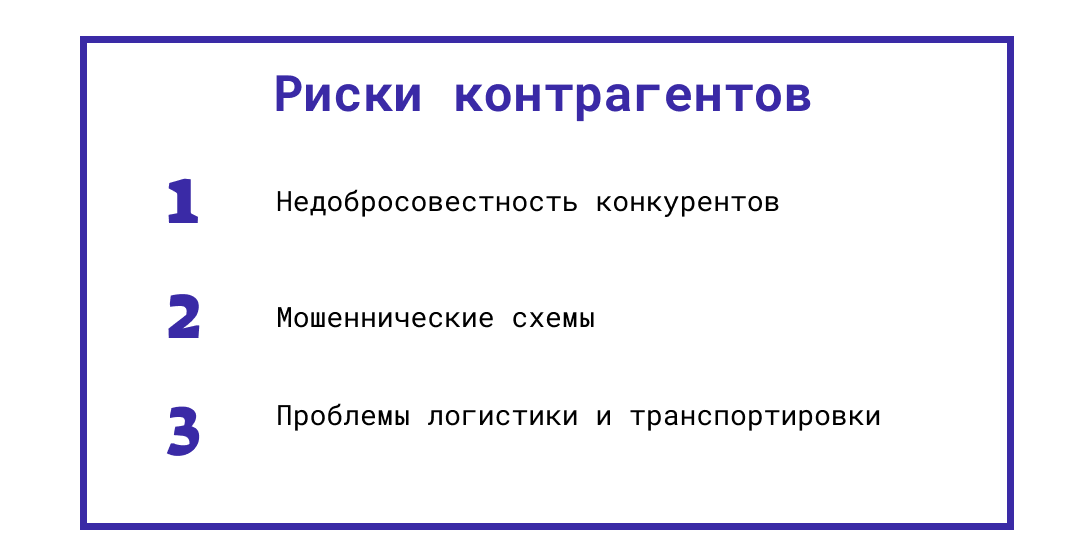 Риски контрагентов
1 Недобросовестность конкурентов
2 Мошеннические схемы
3 Проблемы логистики и транспортировки